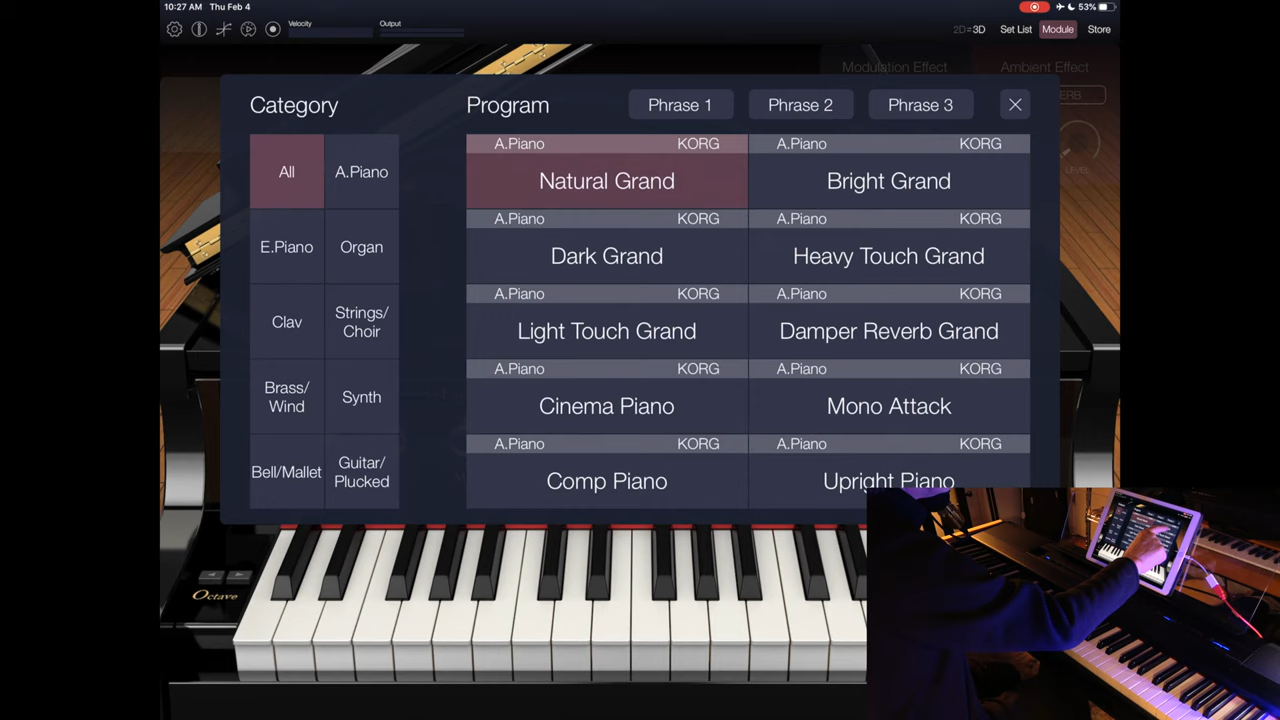 10:27 AM Thu Feb 4
53%
Velocity
Output
2D⇌3D
Set List
Module
Store
Modulation Effect
Ambient Effect
LEVEL
Category
Program
Phrase 1
Phrase 2
Phrase 3
All
A.Piano
E.Piano
Organ
Clav
Strings/
Choir
Brass/
Wind
Synth
Bell/Mallet
Guitar/
Plucked
A.Piano KORG
Natural Grand
A.Piano KORG
Bright Grand
A.Piano KORG
Dark Grand
A.Piano KORG
Heavy Touch Grand
A.Piano KORG
Light Touch Grand
A.Piano KORG
Damper Reverb Grand
A.Piano KORG
Cinema Piano
A.Piano KORG
Mono Attack
A.Piano KORG
Comp Piano
A.Piano KORG
Upright Piano
Octave